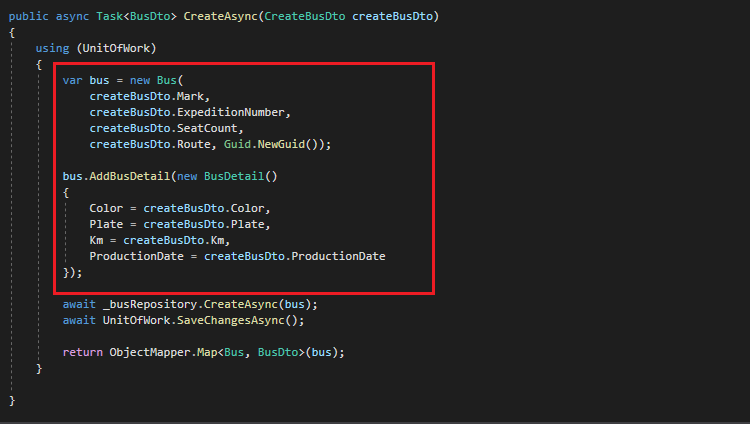 public async Task<BusDto> CreateAsync(CreateBusDto createBusDto)
{
using (UnitOfWork)
{
var bus = new Bus(
createBusDto.Mark,
createBusDto.ExpeditionNumber,
createBusDto.SeatCount,
createBusDto.Route, Guid.NewGuid());
bus.AddBusDetail(new BusDetail()
{
Color = createBusDto.Color,
Plate = createBusDto.Plate,
Km = createBusDto.Km,
ProductionDate = createBusDto.ProductionDate
});
await _busRepository.CreateAsync(bus);
await UnitOfWork.SaveChangesAsync();
return ObjectMapper.Map<Bus, BusDto>(bus);
}
}